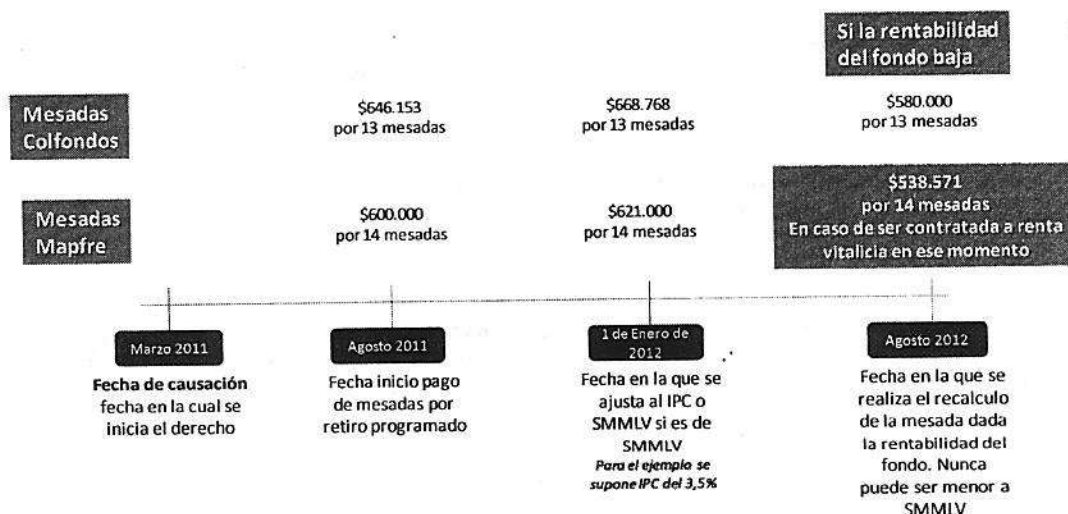 Si la rentabilidad
del fondo baja
Mesadas
Colfondos
$646.153
por 13 mesadas
$668.768
por 13 mesadas
$580.000
por 13 mesadas
Mesadas
Mapfre
$600.000
por 14 mesadas
$621.000
por 14 mesadas
$538.571
por 14 mesadas
En caso de ser contratada a renta
vitalicia en ese momento
Marzo 2011
Fecha de causación
fecha en la cual se
inicia el derecho
Agosto 2011
Fecha inicio pago
de mesadas por
retiro programado
1 de Enero de
2012
Fecha en la que se
ajusta al IPC o
SMMLV si es de
SMMLV
Para el ejemplo se
supone IPC del 3,5%
Agosto 2012
Fecha en la que se
realiza el recalculo
de la mesada dada
la rentabilidad del
fondo. Nunca
puede ser menor a
SMMLV